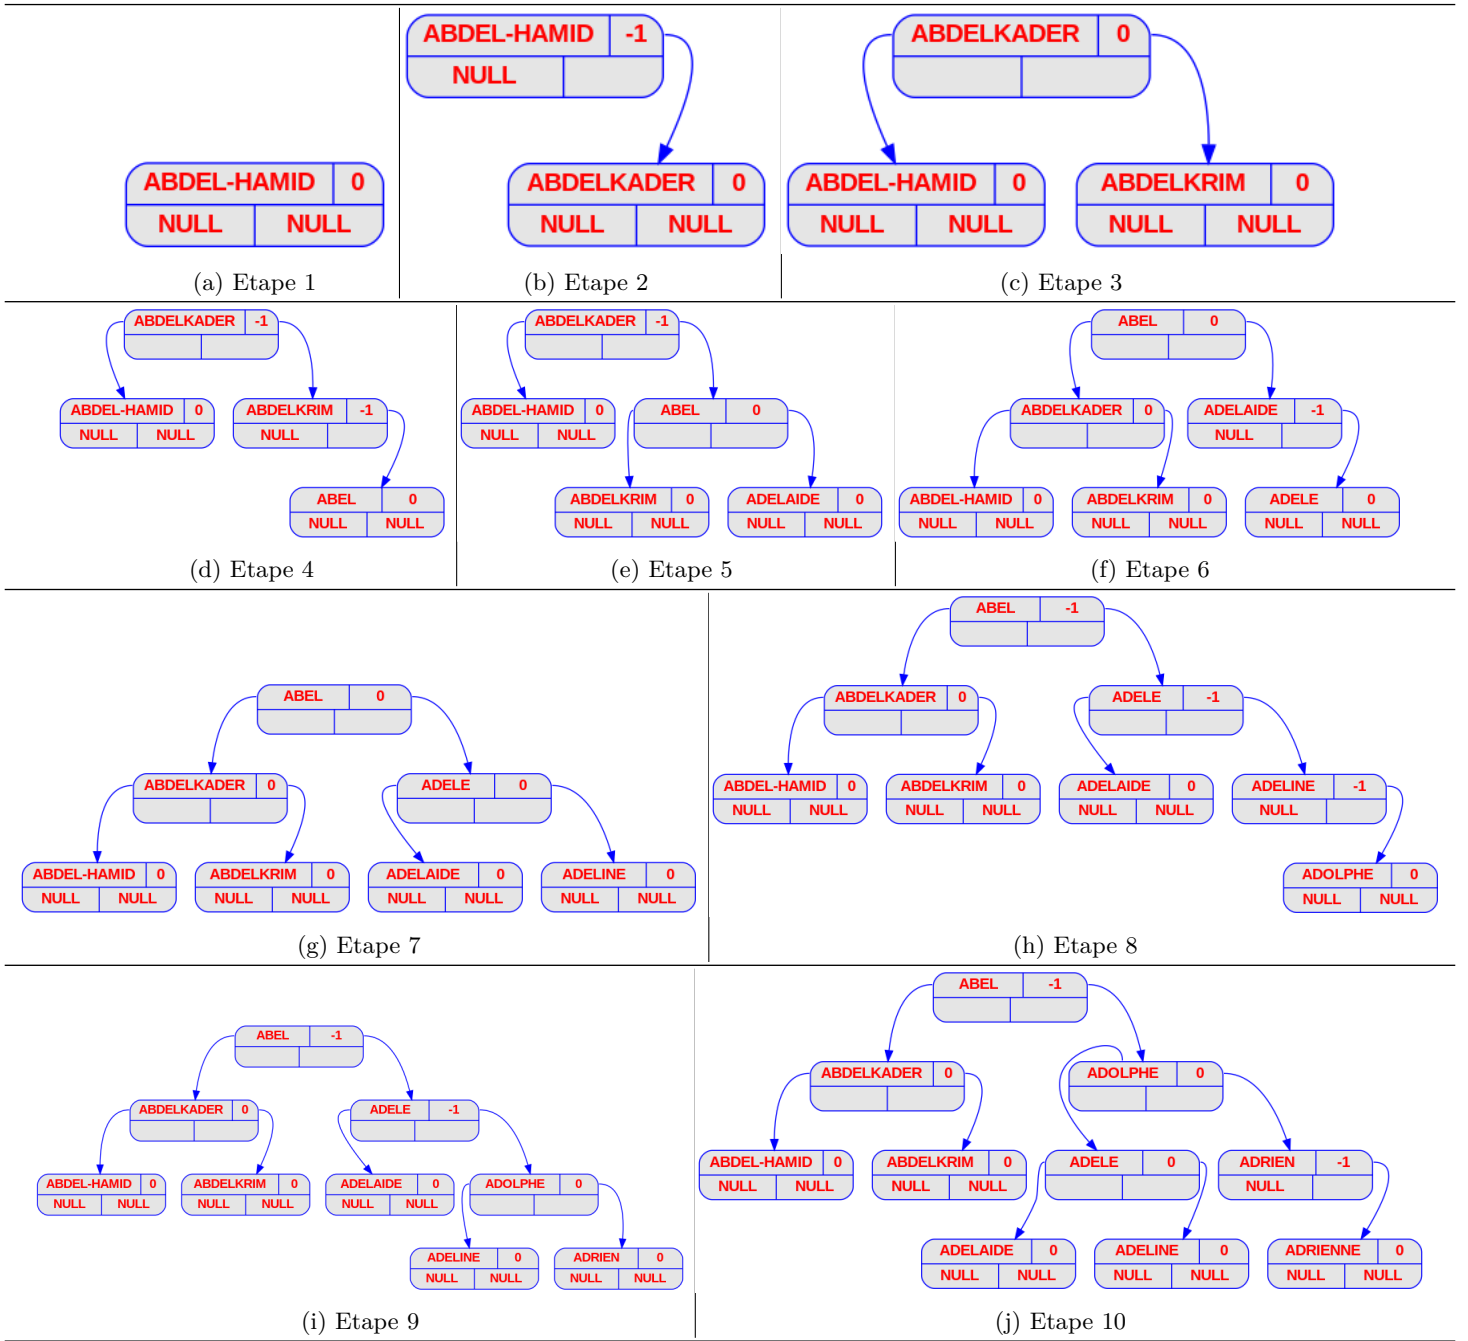 ABDEL-HAMID 0
NULL NULL
(a) Etape 1
ABDEL-HAMID -1
NULL
ABDELKADER 0
NULL NULL
(b) Etape 2
ABDELKADER 0
ABDEL-HAMID 0 ABDELKRIM 0
NULL NULL NULL NULL
(c) Etape 3
ABDELKADER -1
ABDEL-HAMID 0 ABDELKRIM -1
NULL NULL NULL
ABEL 0
NULL NULL
(d) Etape 4
ABDELKADER -1
ABDEL-HAMID 0 ABEL 0
NULL NULL
ABDELKRIM 0 ADELAIDE 0
NULL NULL NULL NULL
(e) Etape 5
ABEL 0
ABDELKADER 0 ADELAIDE -1
NULL
ABDEL-HAMID 0 ABDELKRIM 0 ADELE 0
NULL NULL NULL NULL NULL NULL
(f) Etape 6
ABEL 0
ABDELKADER 0 ADELE 0
ABDEL-HAMID 0 ABDELKRIM 0 ADELAIDE 0 ADELINE 0
NULL NULL NULL NULL NULL NULL NULL NULL
(g) Etape 7
ABEL -1
ABDELKADER 0 ADELE -1
ABDEL-HAMID 0 ABDELKRIM 0 ADELAIDE 0 ADELINE -1
NULL NULL NULL NULL NULL NULL NULL
ADOLPHE 0
NULL NULL
(h) Etape 8
ABEL -1
ABDELKADER 0 ADELE -1
ABDEL-HAMID 0 ABDELKRIM 0 ADELAIDE 0 ADOLPHE 0
NULL NULL NULL NULL NULL NULL
ADELINE 0 ADRIEN 0
NULL NULL NULL NULL
(i) Etape 9
ABEL -1
ABDELKADER 0 ADOLPHE 0
ABDEL-HAMID 0 ABDELKRIM 0 ADELE 0 ADRIEN -1
NULL NULL NULL NULL NULL
ADELAIDE 0 ADELINE 0 ADRIENNE 0
NULL NULL NULL NULL NULL NULL
(j) Etape 10